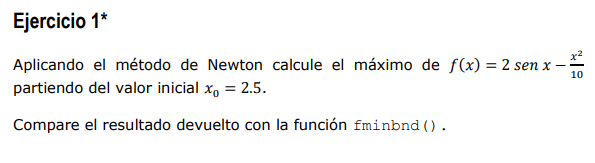 Ejercicio 1*
Aplicando el método de Newton calcule el máximo de f(x) = 2 sen x − x²/10
partiendo del valor inicial x₀ = 2.5.
Compare el resultado devuelto con la función fminbnd().